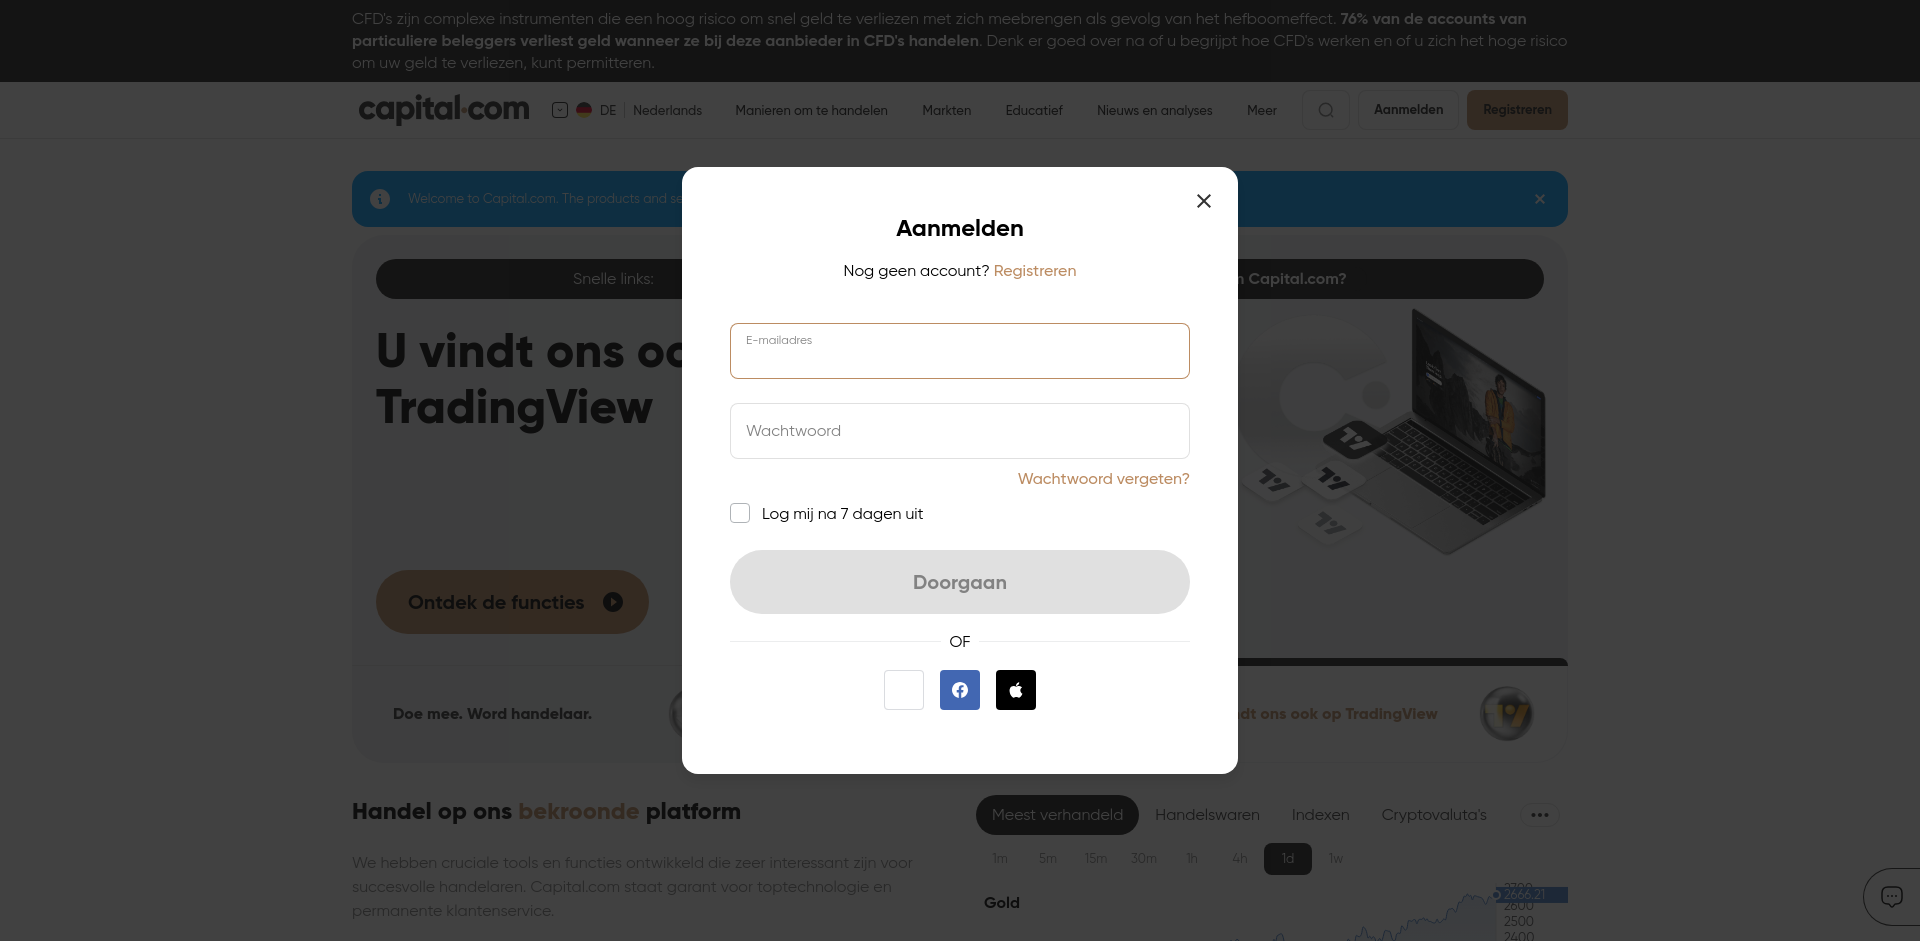 CFD's zijn complexe instrumenten die een hoog risico om snel geld te verliezen met zich meebrengen als gevolg van het hefboomeffect. 76% van de accounts van
particuliere beleggers verliest geld wanneer ze bij deze aanbieder in CFD's handelen. Denk er goed over na of u begrijpt hoe CFD's werken en of u zich het hoge risico
om uw geld te verliezen, kunt permitteren.
capital.com DE Nederlands Manieren om te handelen Markten Educatief Nieuws en analyses Meer Aanmelden Registreren
Welcome to Capital.com. The products and
Snelle links:
Capital.com?
U vindt ons
TradingView
Ontdek de functies
Doe mee. Word handelaar.
ons ook op TradingView
Aanmelden
Nog geen account? Registreren
E-mailadres
Wachtwoord
Wachtwoord vergeten?
Log mij na 7 dagen uit
Doorgaan
OF
Handel op ons bekroonde platform
We hebben cruciale tools en functies ontwikkeld die zeer interessant zijn voor
succesvolle handelaren. Capital.com staat garant voor toptechnologie en
permanente klantenservice.
Meest verhandeld Handelswaren Indexen Cryptovaluta's
1m 5m 15m 30m 1h 4h 1d 1w
Gold
2666.21
2600
2500
2400